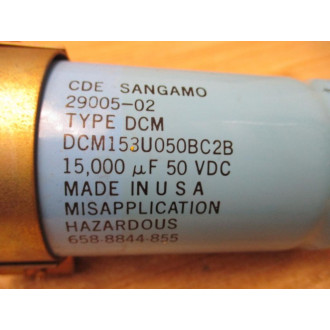 CDE SANGAMO
29005-02
TYPE DCM
DCM153U050BC2B
15,000 µF 50 VDC
MADE IN U S A
MISAPPLICATION
HAZARDOUS
658-8844-855